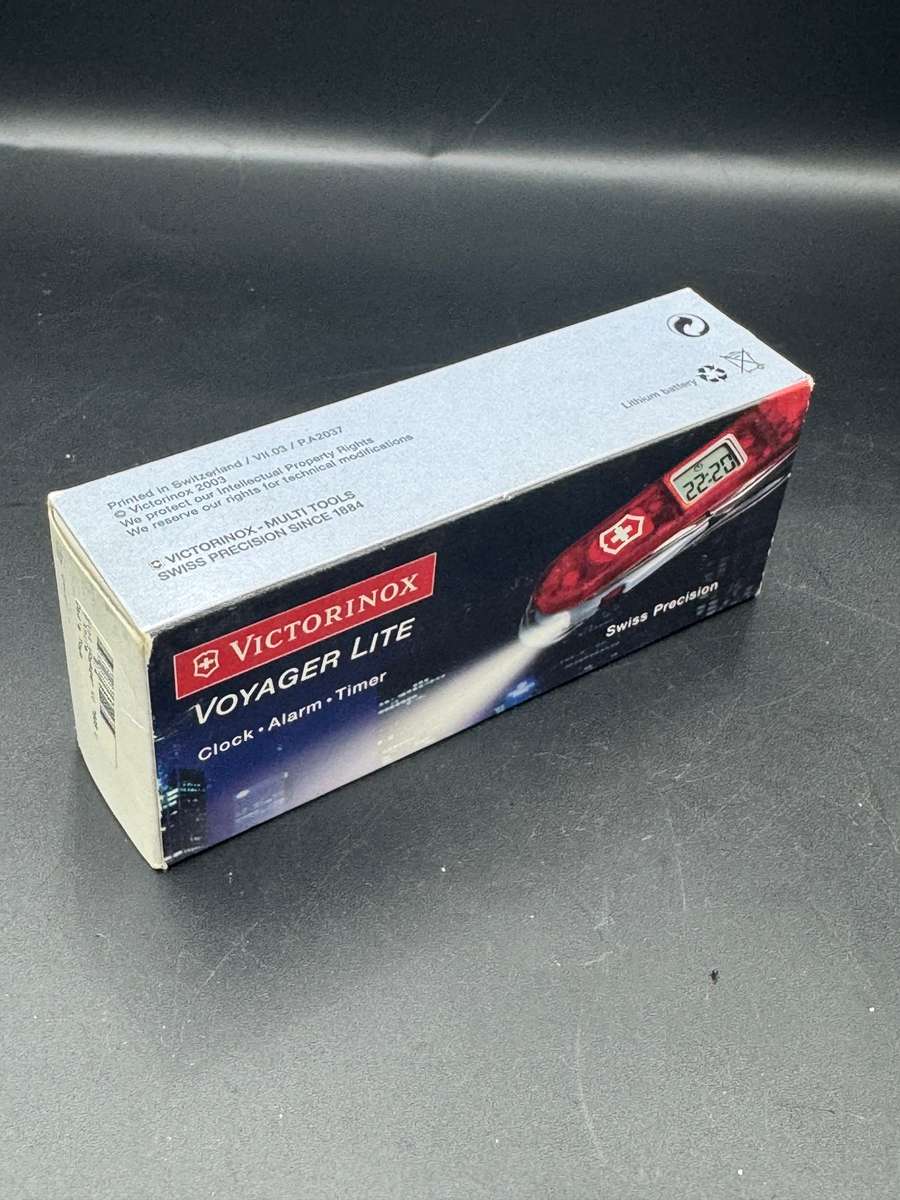 Lithium battery
Printed in Switzerland / VII.03 / PA2037
© Victorinox 2003
We protect our Intellectual Property Rights
We reserve our rights for technical modifications
VICTORINOX - MULTI TOOLS
SWISS PRECISION SINCE 1884
22:20
VICTORINOX
VOYAGER LITE
Clock • Alarm • Timer
Swiss Precision